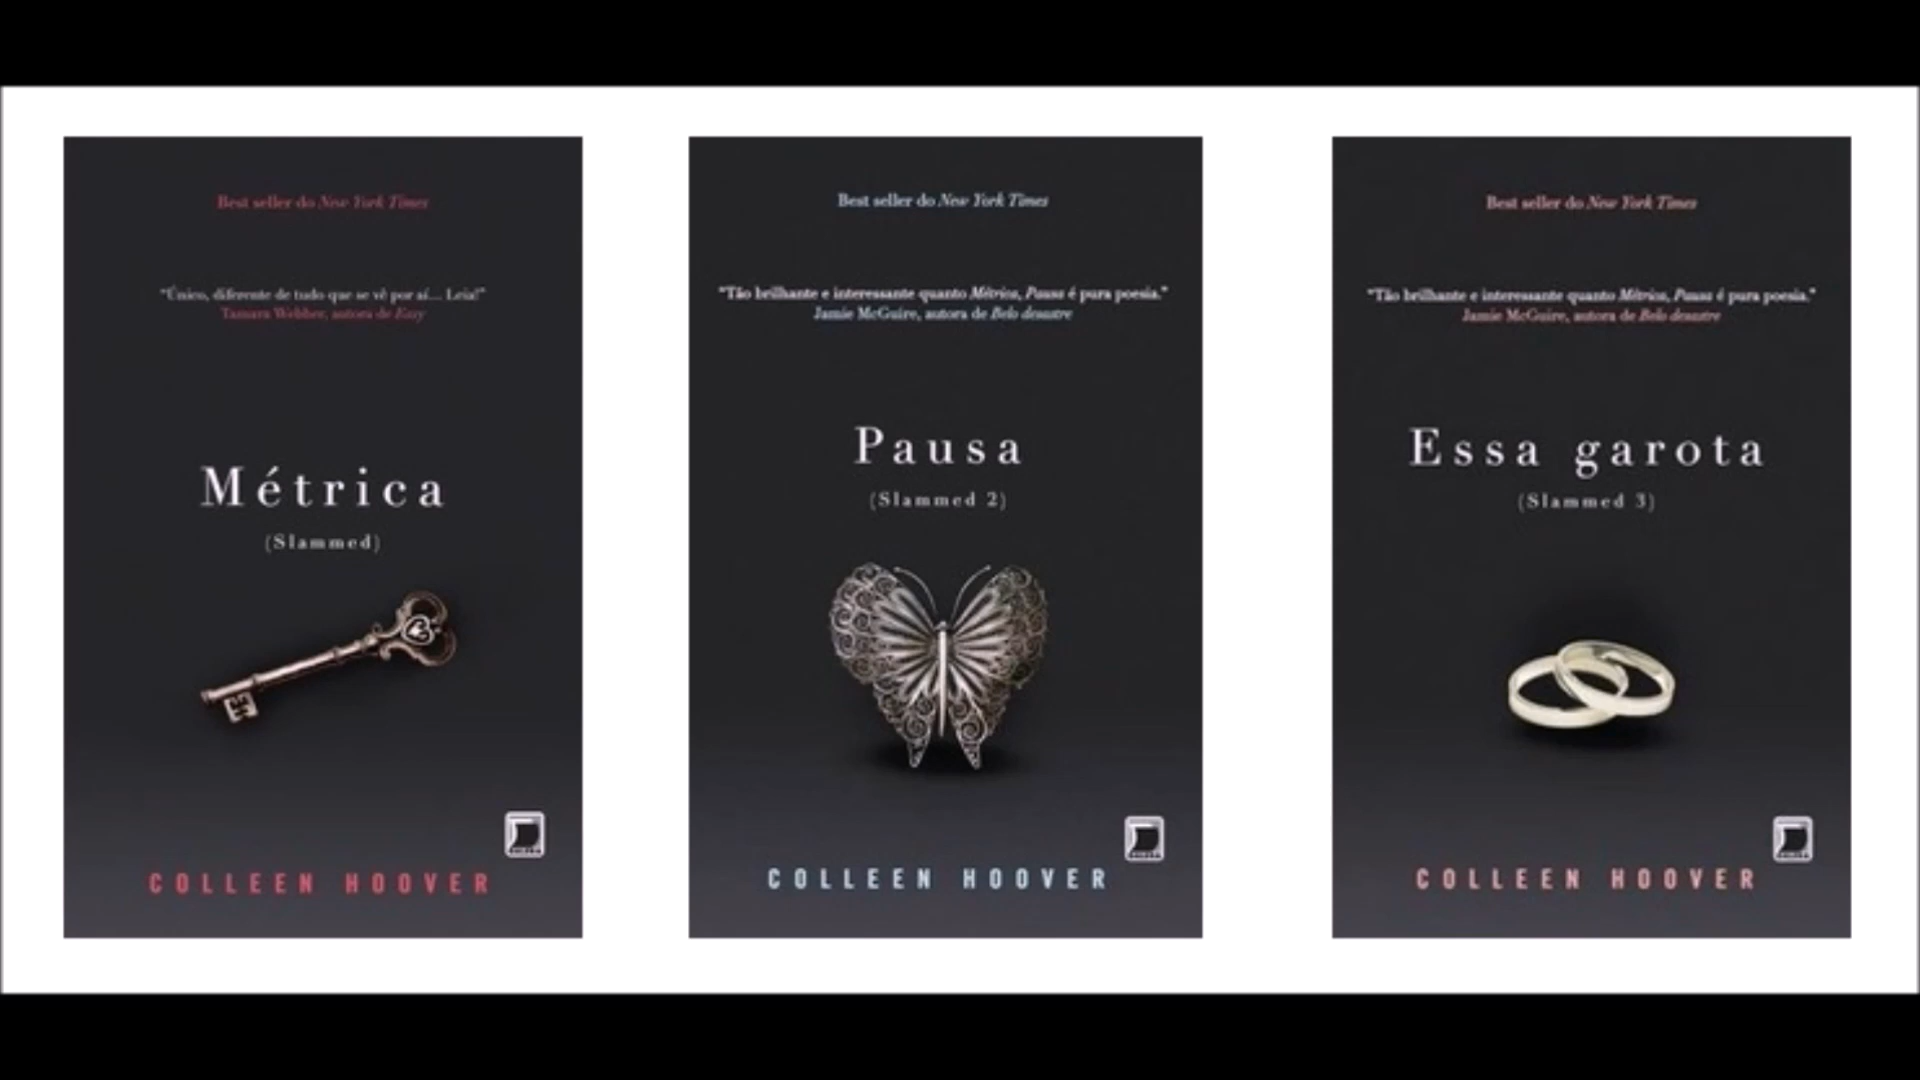 Best seller do New York Times
"Único, diferente de tudo que se vê por aí... Leia!"
Tamara Webber, autora de Easy
Métrica
(Slammed)
COLLEEN HOOVER
Best seller do New York Times
"Tão brilhante e interessante quanto Métrica, Pausa é pura poesia."
Jamie McGuire, autora de Belo desastre
Pausa
(Slammed 2)
COLLEEN HOOVER
Best seller do New York Times
"Tão brilhante e interessante quanto Métrica, Pausa é pura poesia."
Jamie McGuire, autora de Belo desastre
Essa garota
(Slammed 3)
COLLEEN HOOVER